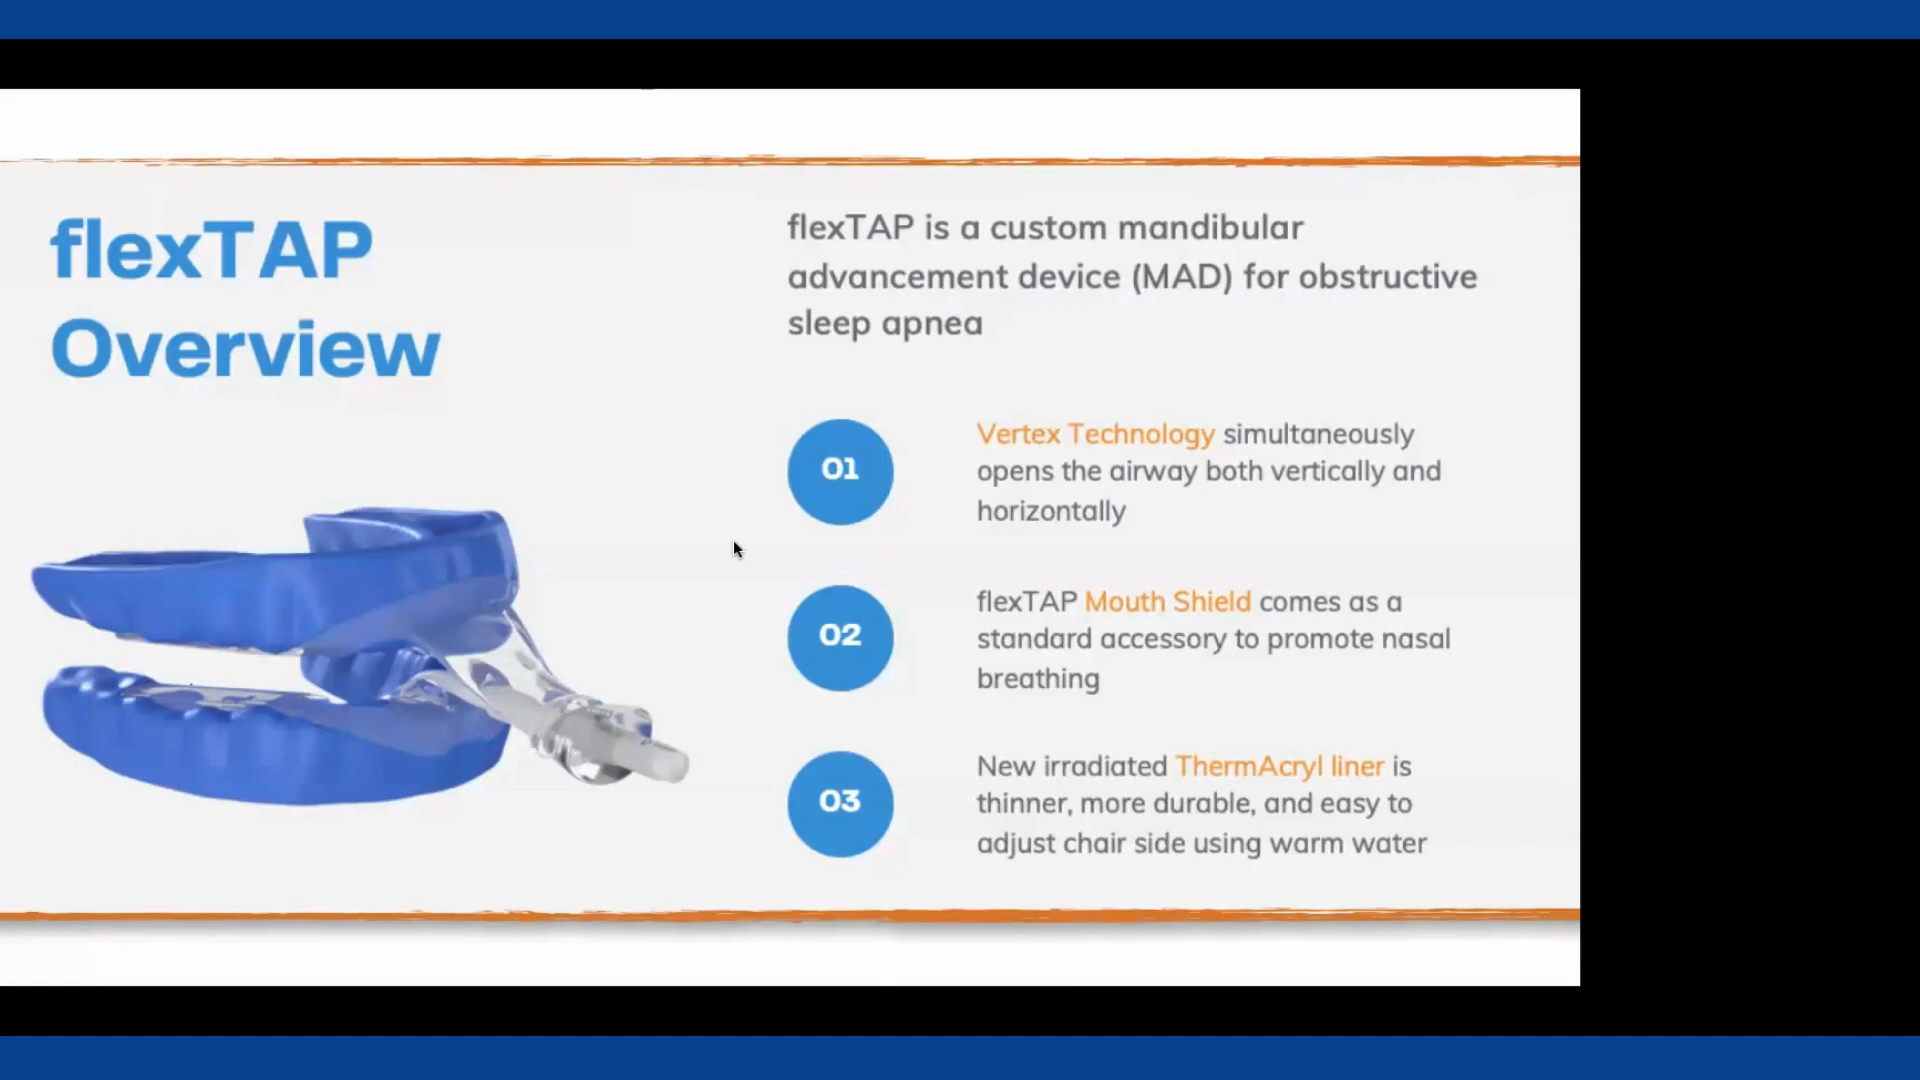 flexTAP
Overview
flexTAP is a custom mandibular
advancement device (MAD) for obstructive
sleep apnea
01
Vertex Technology simultaneously
opens the airway both vertically and
horizontally
02
flexTAP Mouth Shield comes as a
standard accessory to promote nasal
breathing
03
New irradiated ThermAcryl liner is
thinner, more durable, and easy to
adjust chair side using warm water